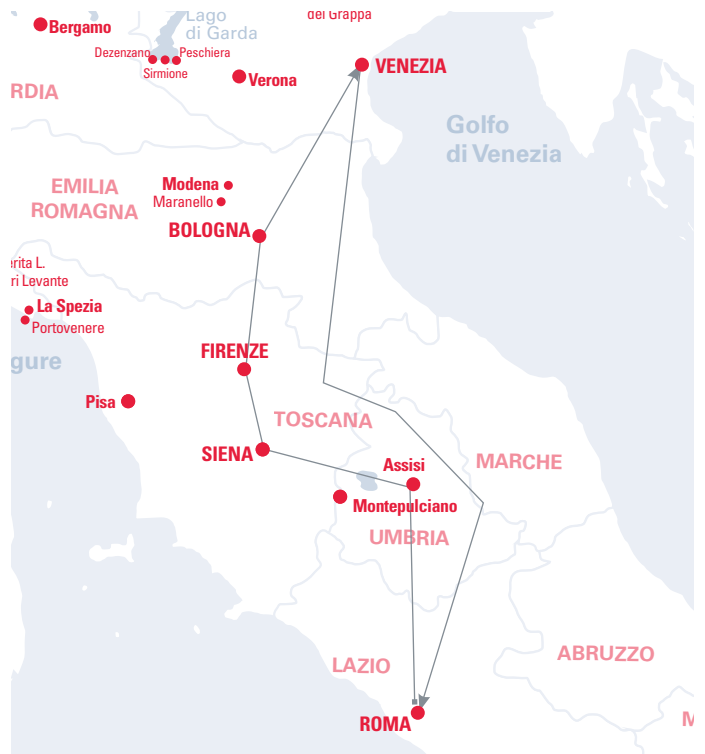 Lago
di Garda
del Grappa
Bergamo
Dezenzano
Peschiera
Sirmione
Verona
VENEZIA
RDIA
Golfo
di Venezia
EMILIA
ROMAGNA
Modena
Maranello
BOLOGNA
rita L.
ri Levante
La Spezia
Portovenere
gure
FIRENZE
Pisa
TOSCANA
SIENA
Assisi
MARCHE
Montepulciano
UMBRIA
LAZIO
ABRUZZO
ROMA
M